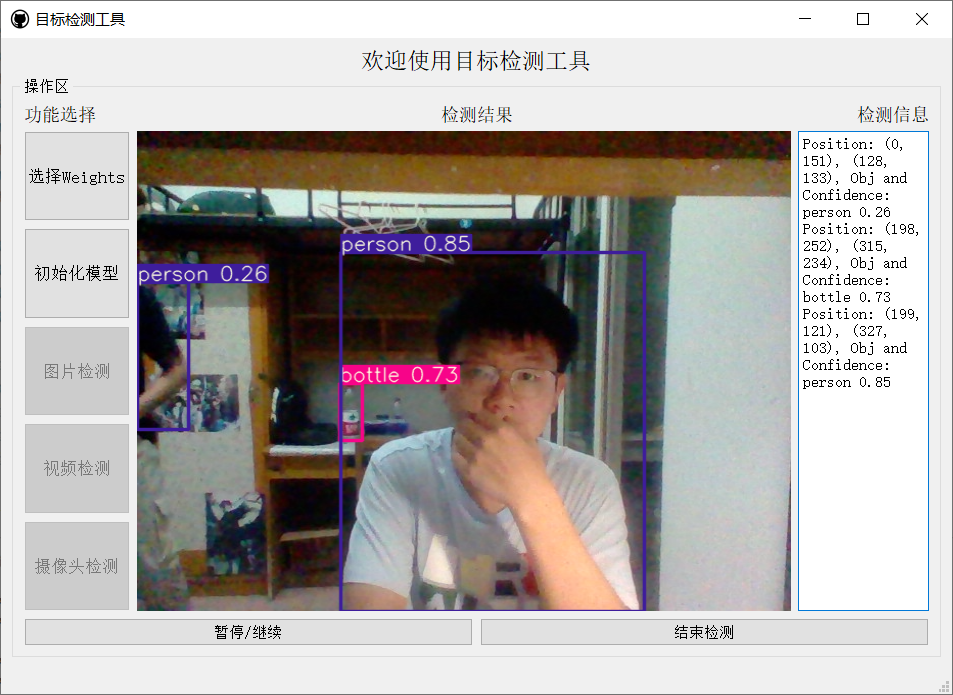 目标检测工具
欢迎使用目标检测工具
操作区
功能选择
检测结果
检测信息
选择Weights
初始化模型
图片检测
视频检测
摄像头检测
person 0.85
person 0.26
bottle 0.73
Position: (0,
151), (128,
133), Obj and
Confidence:
person 0.26
Position: (198,
252), (315,
234), Obj and
Confidence:
bottle 0.73
Position: (199,
121), (327,
103), Obj and
Confidence:
person 0.85
暂停/继续
结束检测